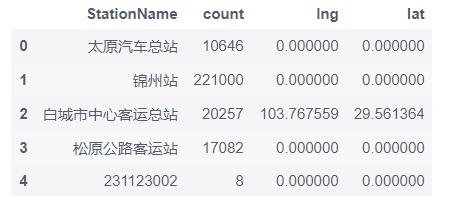 StationName count lng lat
0 太原汽车总站 10646 0.000000 0.000000
1 锦州站 221000 0.000000 0.000000
2 白城市中心客运总站 20257 103.767559 29.561364
3 松原公路客运站 17082 0.000000 0.000000
4 231123002 8 0.000000 0.000000